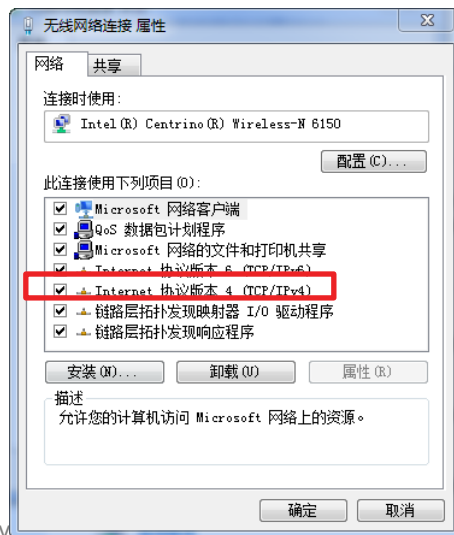 无线网络连接 属性
网络 共享
连接时使用:
Intel(R) Centrino(R) Wireless-N 6150
配置(C)...
此连接使用下列项目(O):
Microsoft 网络客户端
QoS 数据包计划程序
Microsoft 网络的文件和打印机共享
Internet 协议版本 6 (TCP/IPv6)
Internet 协议版本 4 (TCP/IPv4)
链路层拓扑发现映射器 I/O 驱动程序
链路层拓扑发现响应程序
安装(N)... 卸载(U) 属性(R)
描述
允许您的计算机访问 Microsoft 网络上的资源。
确定 取消